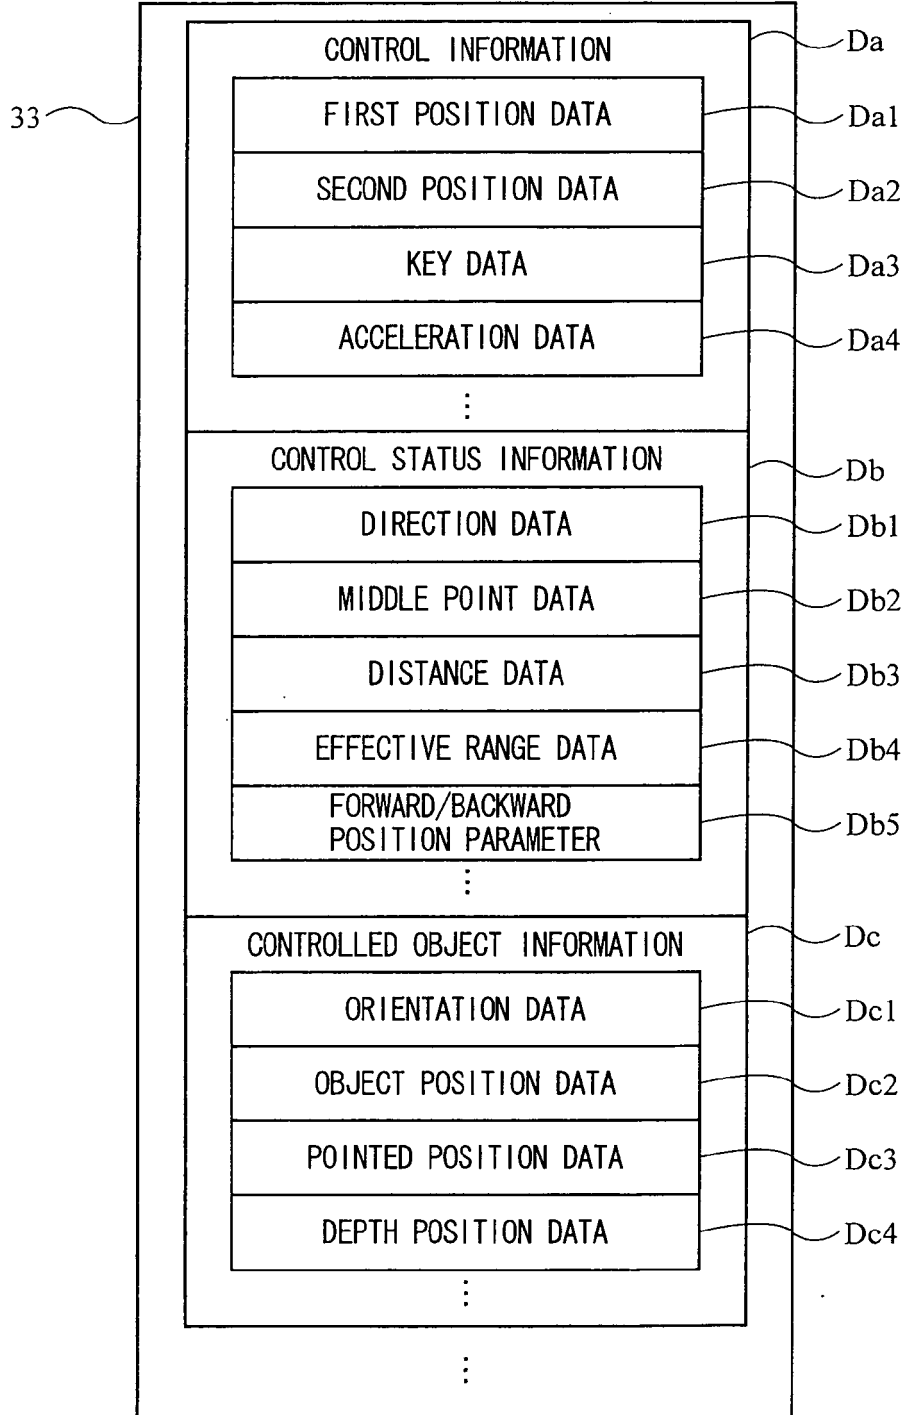 CONTROL INFORMATION
Da
33
FIRST POSITION DATA
Da1
SECOND POSITION DATA
Da2
KEY DATA
Da3
ACCELERATION DATA
Da4
⋮
CONTROL STATUS INFORMATION
Db
DIRECTION DATA
Db1
MIDDLE POINT DATA
Db2
DISTANCE DATA
Db3
EFFECTIVE RANGE DATA
Db4
FORWARD/BACKWARD
POSITION PARAMETER
Db5
⋮
CONTROLLED OBJECT INFORMATION
Dc
ORIENTATION DATA
Dc1
OBJECT POSITION DATA
Dc2
POINTED POSITION DATA
Dc3
DEPTH POSITION DATA
Dc4
⋮
⋮